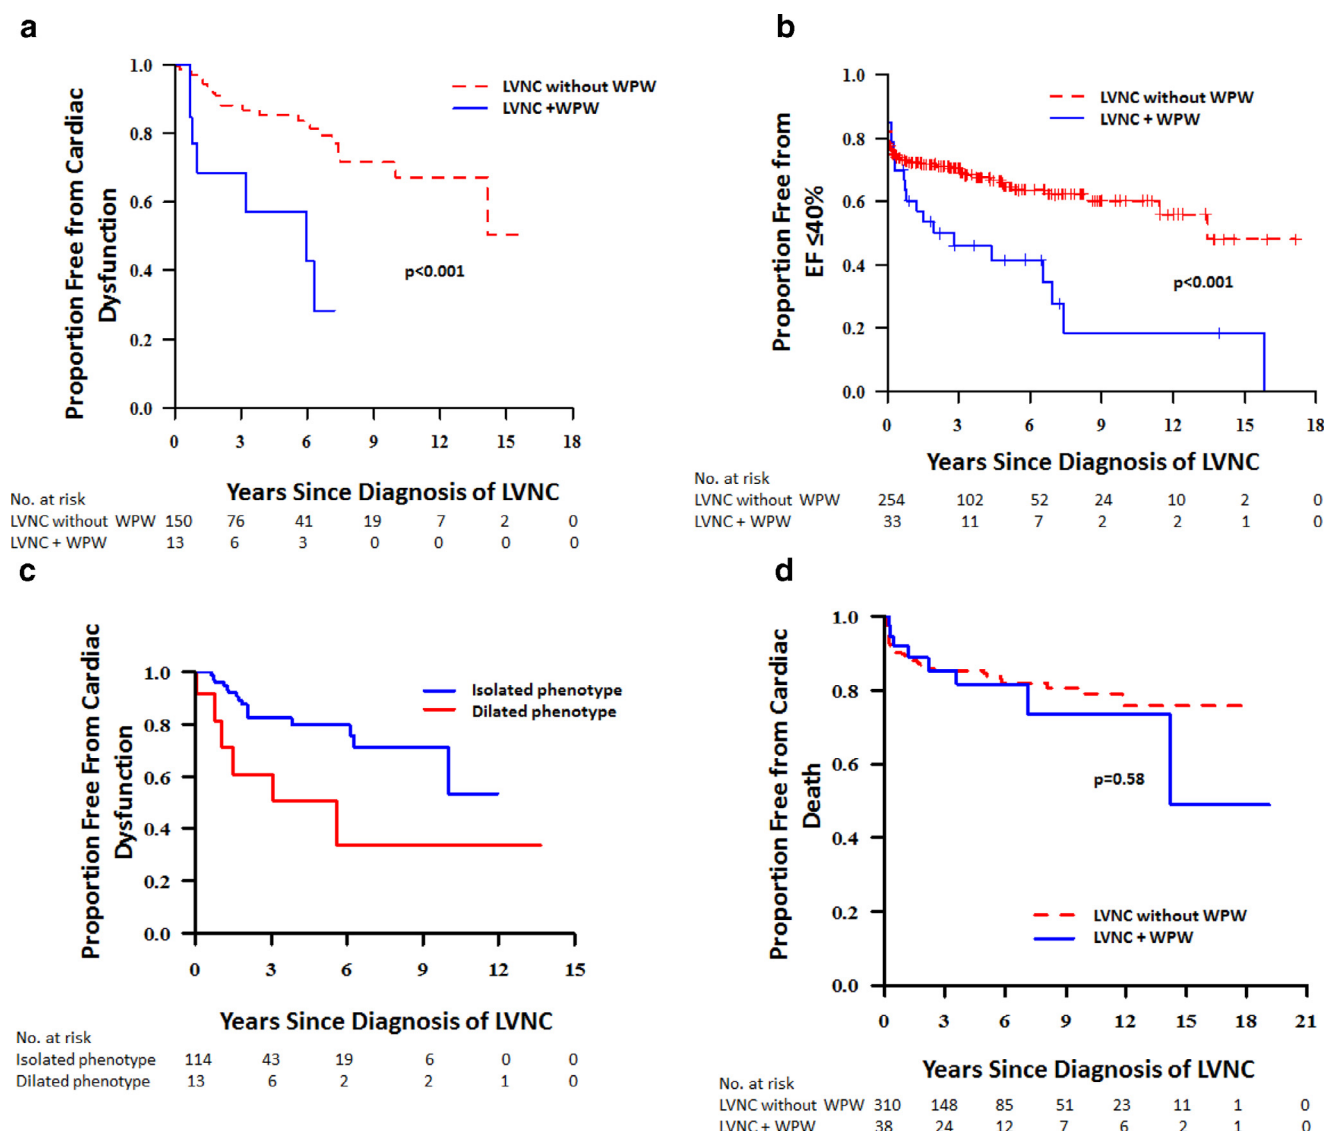 a
Proportion Free from Cardiac
Dysfunction
1.0
0.8
0.6
0.4
0.2
0.0
LVNC without WPW
LVNC +WPW
p<0.001
0 3 6 9 12 15 18
Years Since Diagnosis of LVNC
No. at risk
LVNC without WPW 150 76 41 19 7 2 0
LVNC + WPW 13 6 3 0 0 0 0
b
Proportion Free from
EF ≤40%
1.0
0.8
0.6
0.4
0.2
0.0
LVNC without WPW
LVNC + WPW
p<0.001
0 3 6 9 12 15 18
Years Since Diagnosis of LVNC
No. at risk
LVNC without WPW 254 102 52 24 10 2 0
LVNC + WPW 33 11 7 2 2 1 0
c
Proportion Free From Cardiac
Dysfunction
1.0
0.8
0.6
0.4
0.2
0.0
Isolated phenotype
Dilated phenotype
0 3 6 9 12 15
Years Since Diagnosis of LVNC
No. at risk
Isolated phenotype 114 43 19 6 0 0
Dilated phenotype 13 6 2 2 1 0
d
Proportion Free from Cardiac
Death
1.0
0.8
0.6
0.4
0.2
0.0
p=0.58
LVNC without WPW
LVNC + WPW
0 3 6 9 12 15 18 21
Years Since Diagnosis of LVNC
No. at risk
LVNC without WPW 310 148 85 51 23 11 1 0
LVNC + WPW 38 24 12 7 6 2 1 0